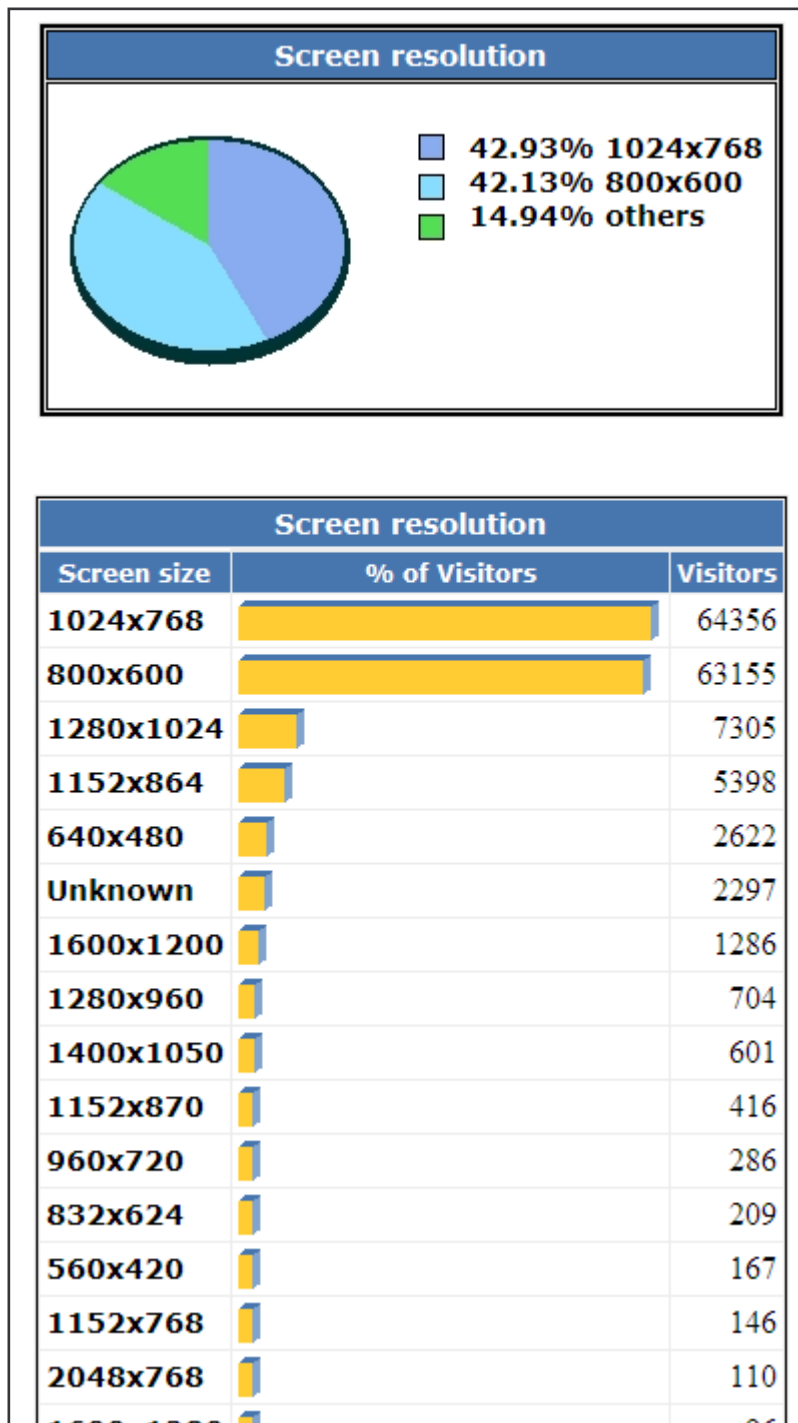 Screen resolution
42.93% 1024x768
42.13% 800x600
14.94% others
Screen resolution
Screen size % of Visitors Visitors
1024x768 64356
800x600 63155
1280x1024 7305
1152x864 5398
640x480 2622
Unknown 2297
1600x1200 1286
1280x960 704
1400x1050 601
1152x870 416
960x720 286
832x624 209
560x420 167
1152x768 146
2048x768 110